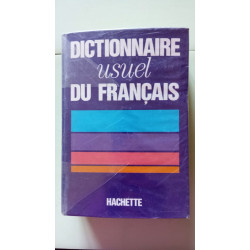 DICTIONNAIRE
usuel
DU FRANÇAIS
HACHETTE